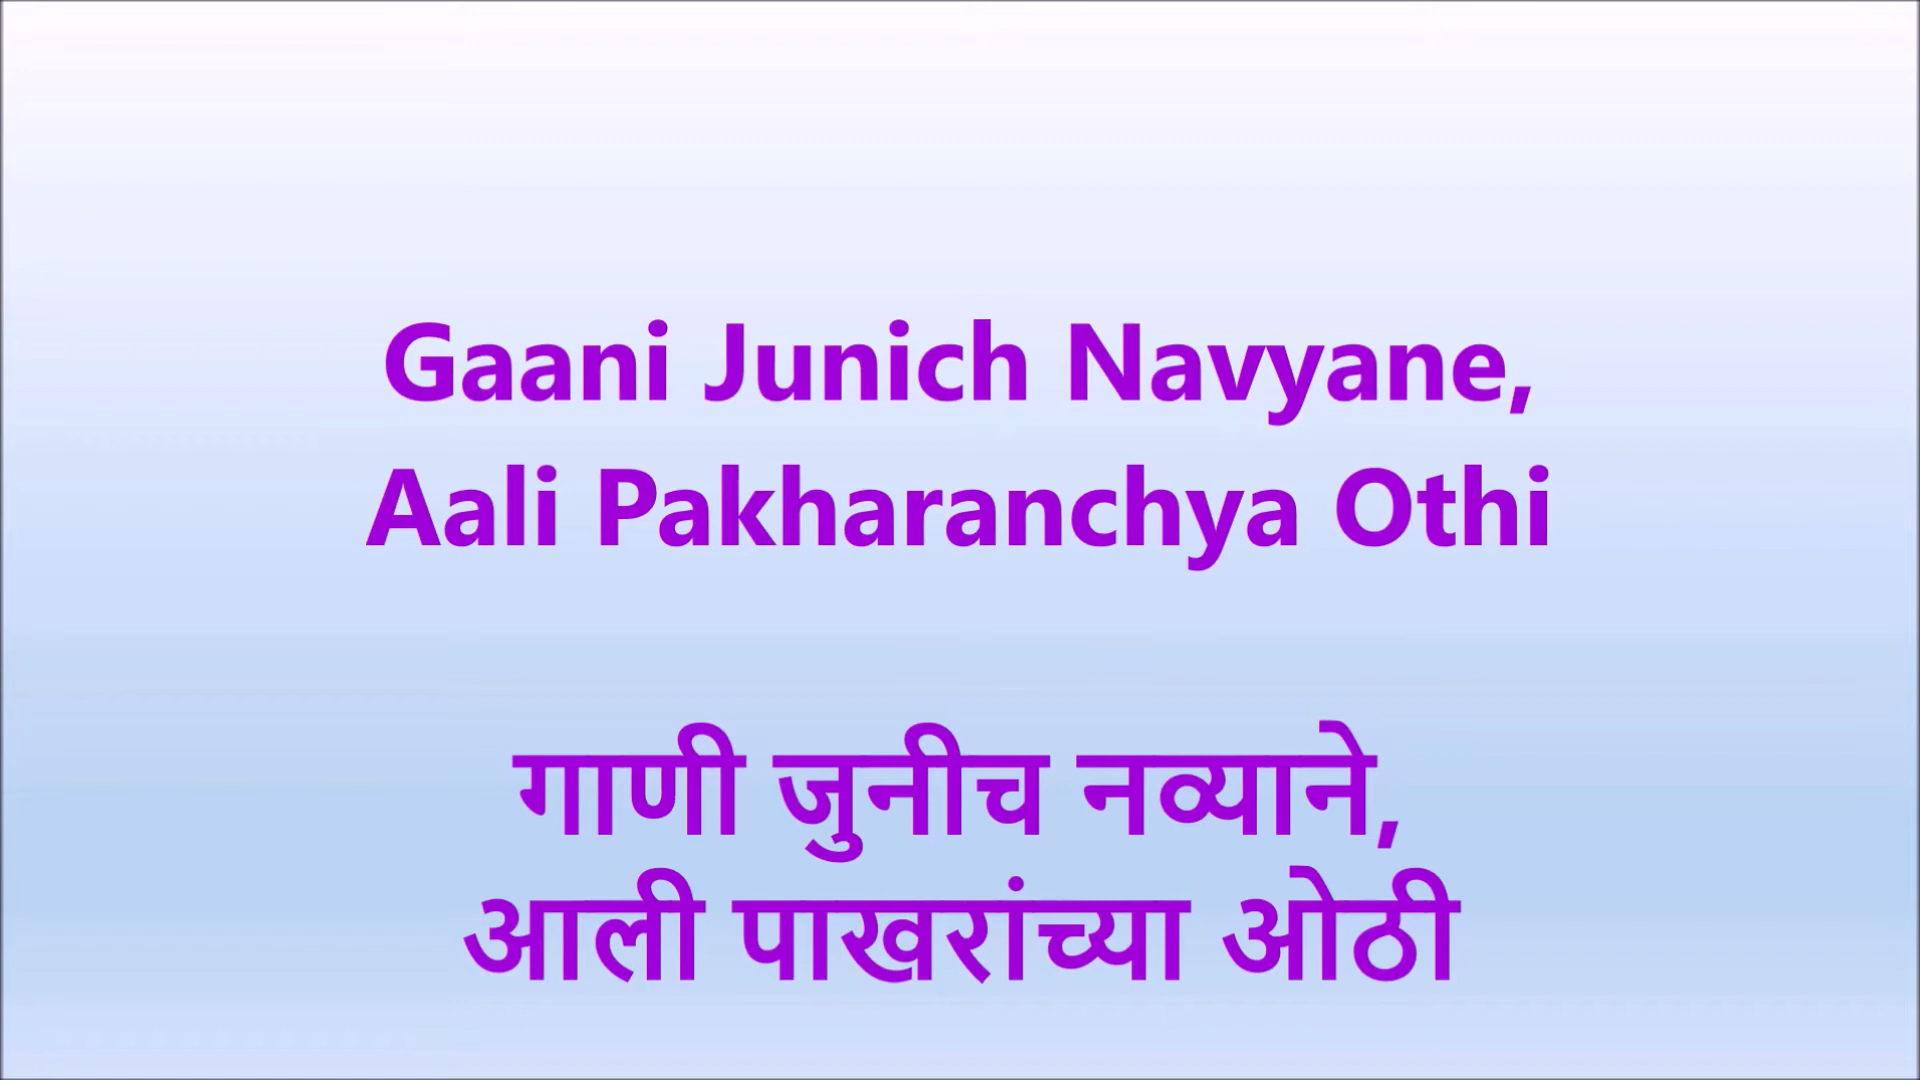 Gaani Junich Navyane,
Aali Pakharanchya Othi
गाणी जुनीच नव्याने,
आली पाखरांच्या ओठी